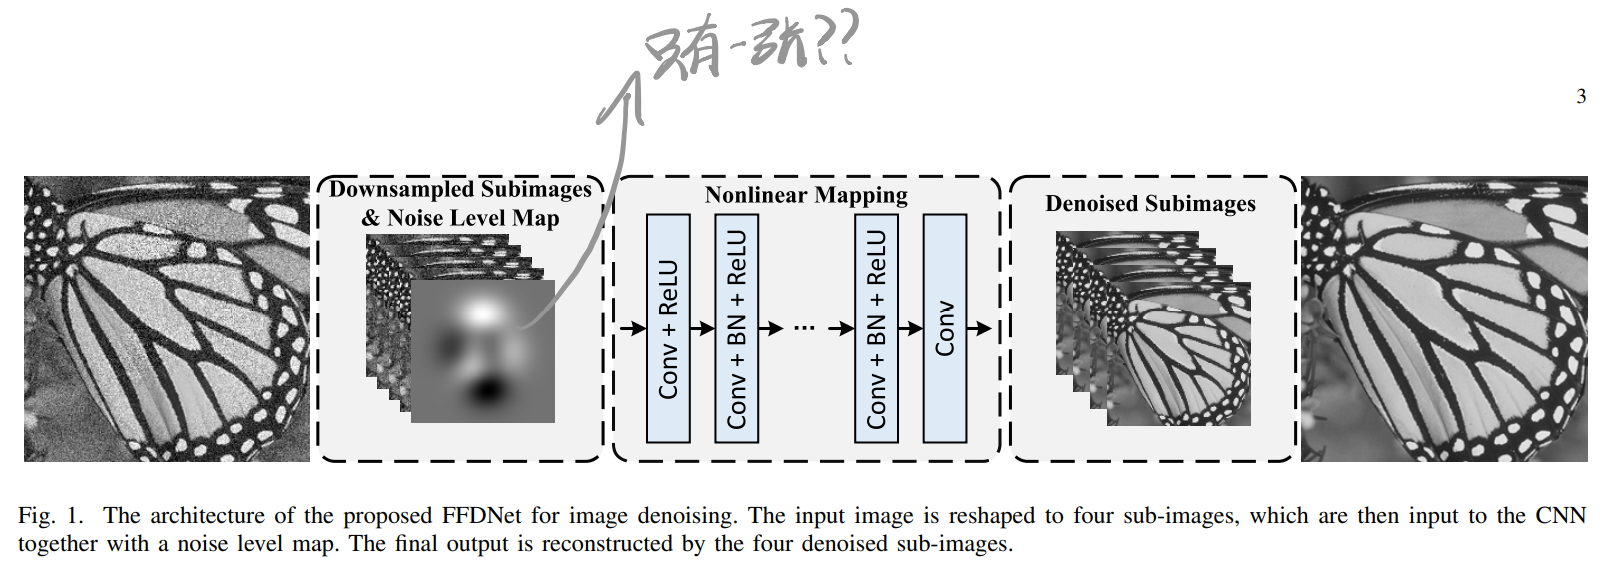 只有一张??
3
Downsampled Subimages
& Noise Level Map
Nonlinear Mapping
Conv + ReLU
Conv + BN + ReLU
...
Conv + BN + ReLU
Conv
Denoised Subimages
Fig. 1. The architecture of the proposed FFDNet for image denoising. The input image is reshaped to four sub-images, which are then input to the CNN
together with a noise level map. The final output is reconstructed by the four denoised sub-images.